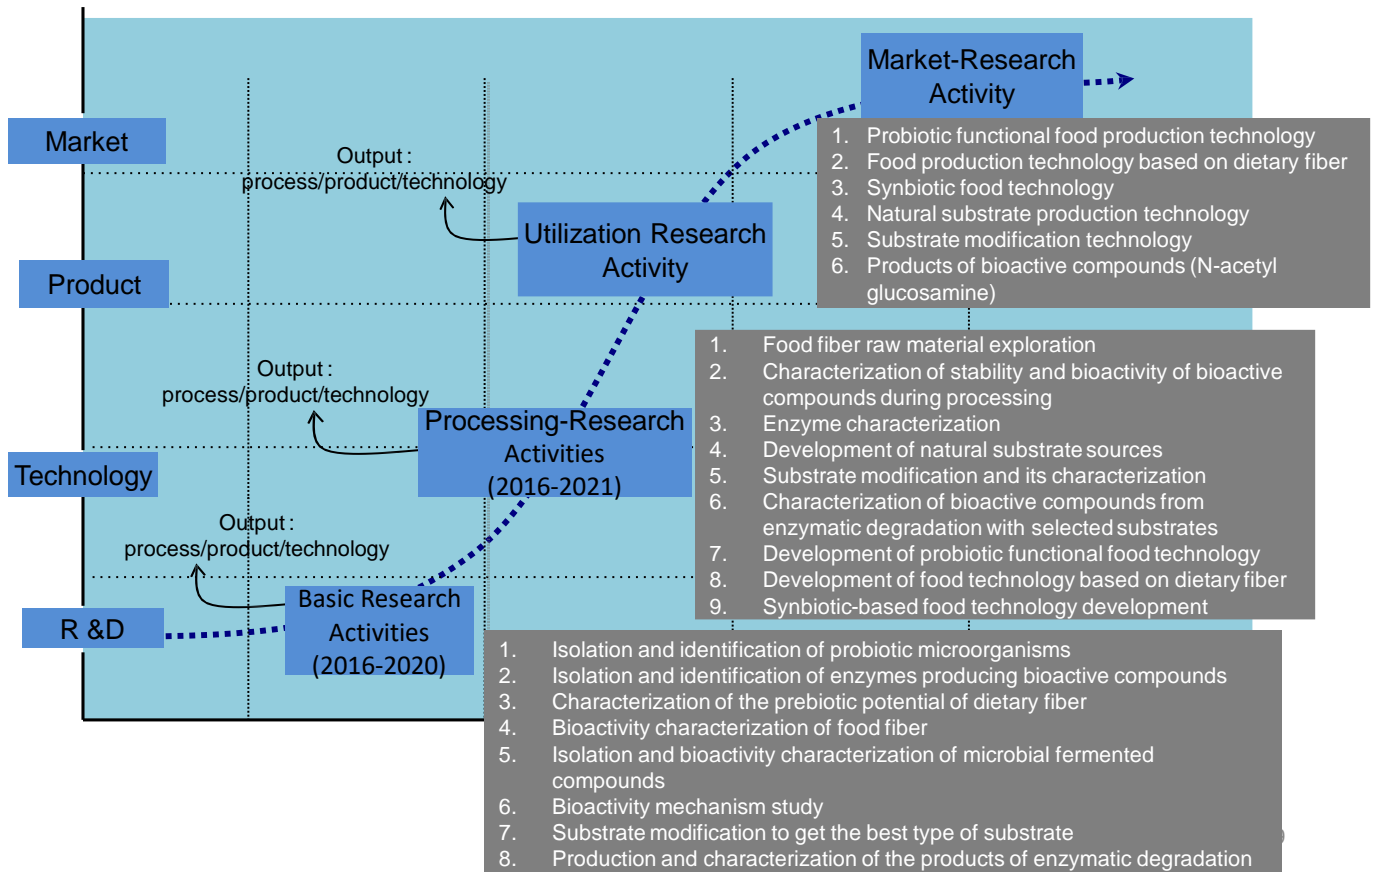 Market-Research
Activity
Market
Output :
process/product/technology
1. Probiotic functional food production technology
2. Food production technology based on dietary fiber
3. Synbiotic food technology
4. Natural substrate production technology
5. Substrate modification technology
6. Products of bioactive compounds (N-acetyl
glucosamine)
Utilization Research
Activity
Product
Output :
process/product/technology
1. Food fiber raw material exploration
2. Characterization of stability and bioactivity of bioactive
compounds during processing
3. Enzyme characterization
4. Development of natural substrate sources
5. Substrate modification and its characterization
6. Characterization of bioactive compounds from
enzymatic degradation with selected substrates
7. Development of probiotic functional food technology
8. Development of food technology based on dietary fiber
9. Synbiotic-based food technology development
Processing-Research
Activities
(2016-2021)
Technology
Output :
process/product/technology
Basic Research
Activities
(2016-2020)
R &D
1. Isolation and identification of probiotic microorganisms
2. Isolation and identification of enzymes producing bioactive compounds
3. Characterization of the prebiotic potential of dietary fiber
4. Bioactivity characterization of food fiber
5. Isolation and bioactivity characterization of microbial fermented
compounds
6. Bioactivity mechanism study
7. Substrate modification to get the best type of substrate
8. Production and characterization of the products of enzymatic degradation